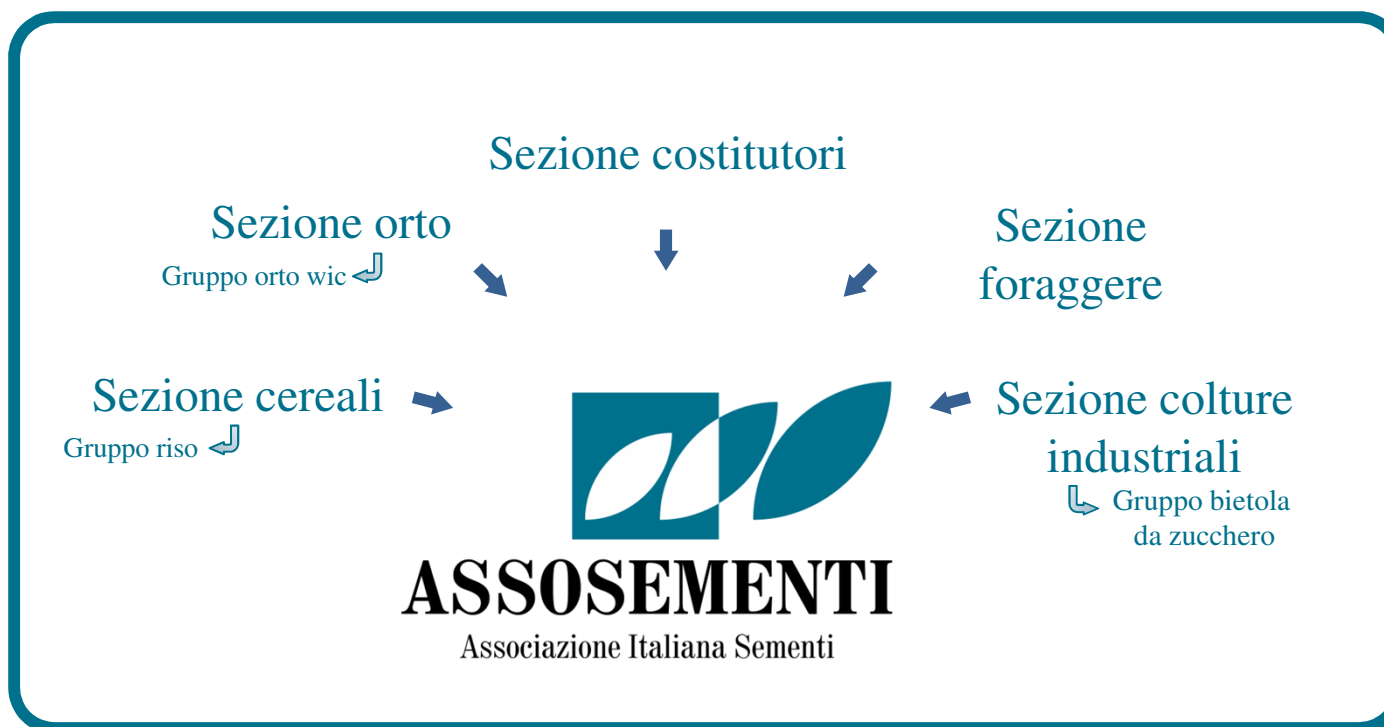 Sezione costitutori
Sezione orto
Gruppo orto wic
Sezione
foraggere
Sezione cereali
Gruppo riso
Sezione colture
industriali
Gruppo bietola
da zucchero
ASSOSEMENTI
Associazione Italiana Sementi